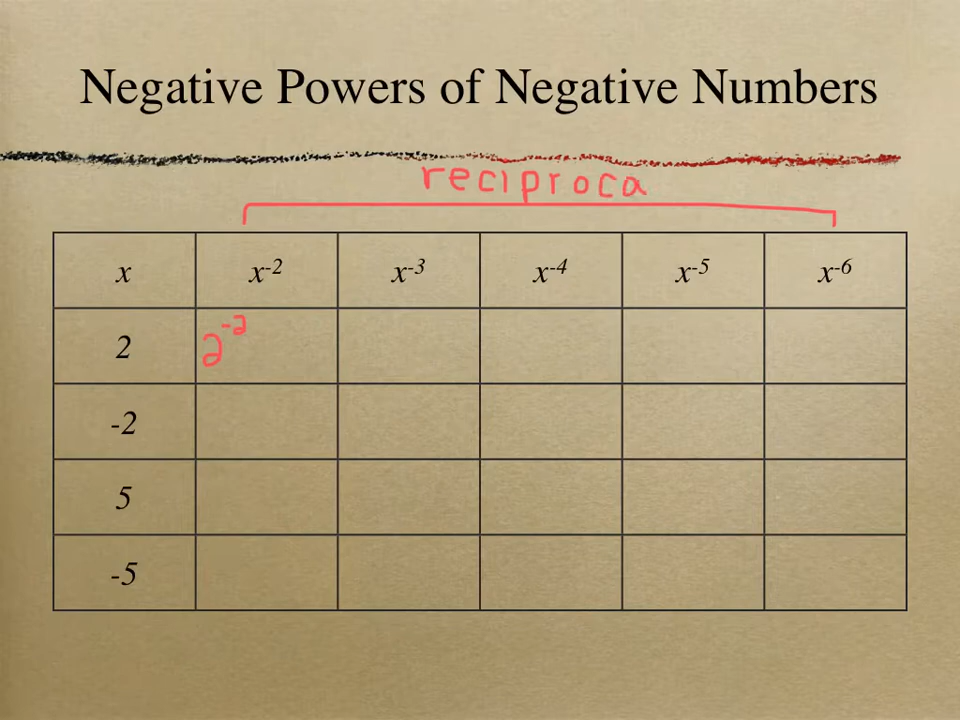 Negative Powers of Negative Numbers
reciproca
x x⁻² x⁻³ x⁻⁴ x⁻⁵ x⁻⁶
2 2⁻²
-2
5
-5